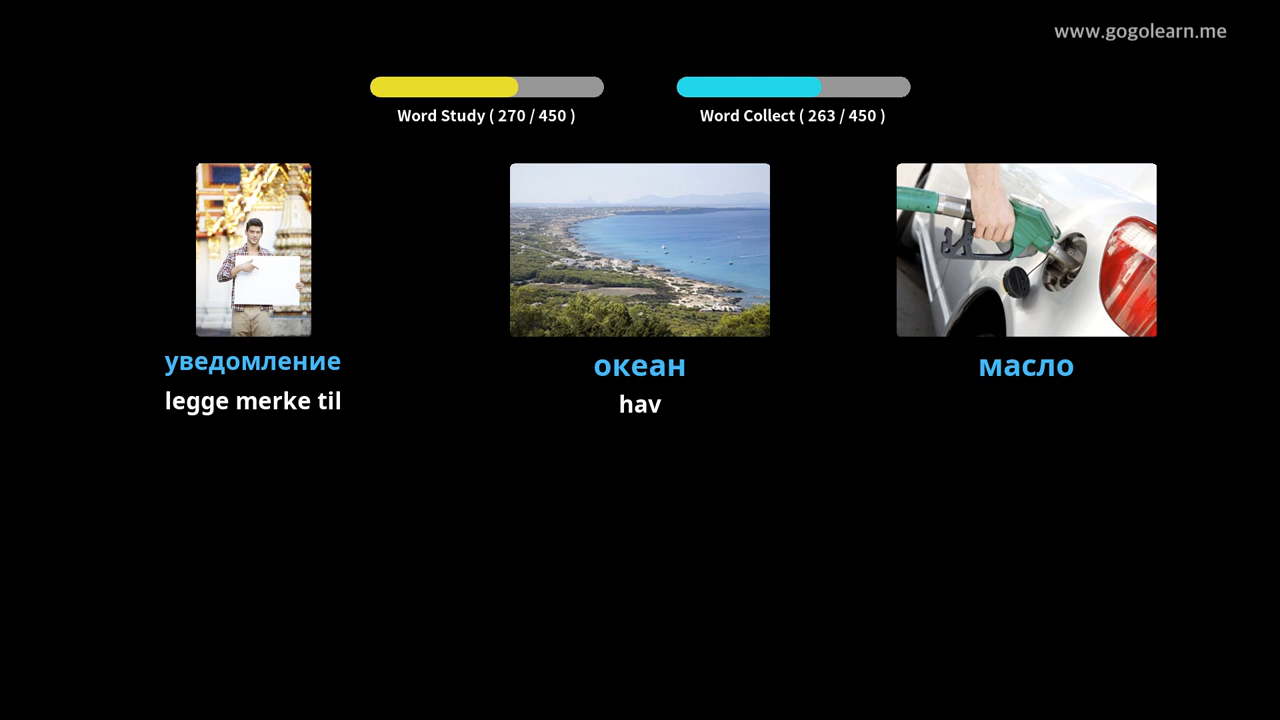 www.gogolearn.me
Word Study ( 270 / 450 )
Word Collect ( 263 / 450 )
уведомление
океан
масло
legge merke til
hav